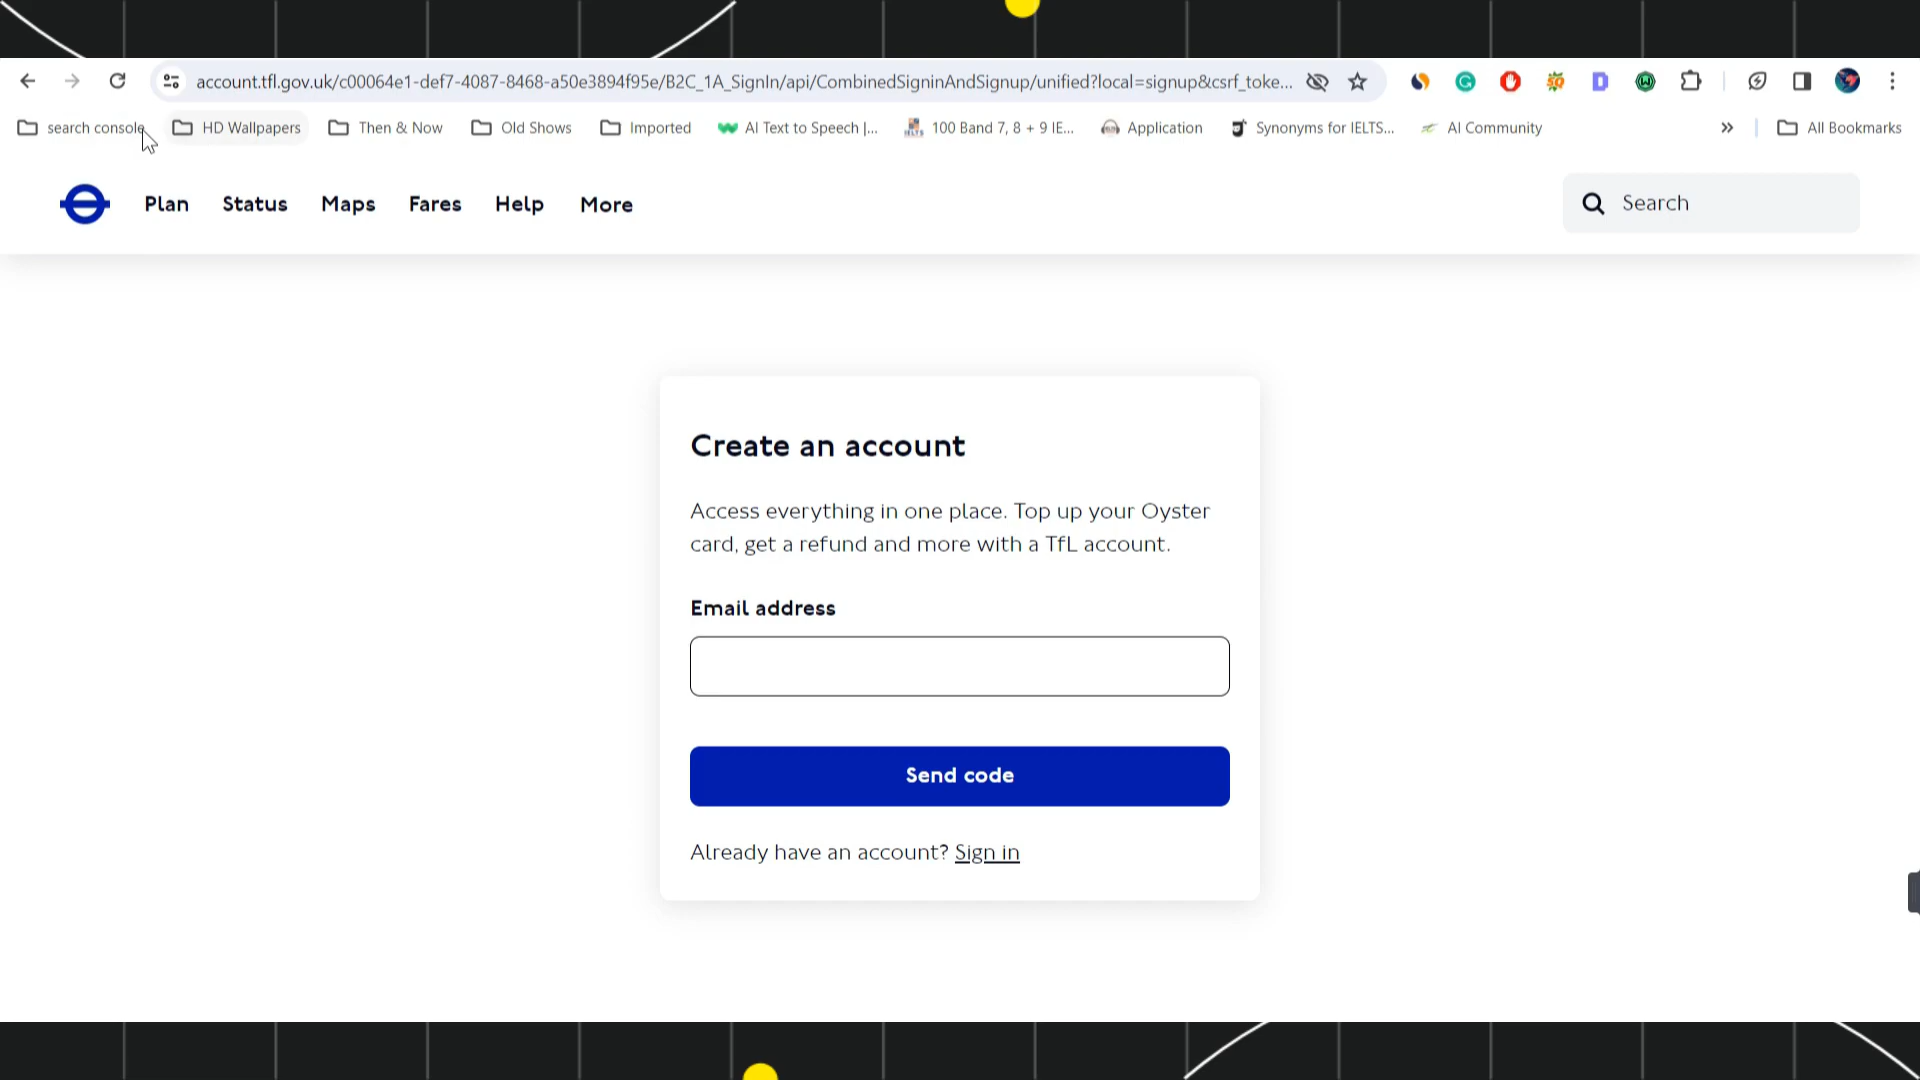 account.tfl.gov.uk/c00064e1-def7-4087-8468-a50e3894f95e/B2C_1A_SignIn/api/CombinedSigninAndSignup/unified?local=signup&csrf_toke...
search console HD Wallpapers Then & Now Old Shows Imported AI Text to Speech |... 100 Band 7, 8 + 9 IE... Application Synonyms for IELTS... AI Community » All Bookmarks
Plan Status Maps Fares Help More Search
Create an account
Access everything in one place. Top up your Oyster
card, get a refund and more with a TfL account.
Email address
Send code
Already have an account? Sign in